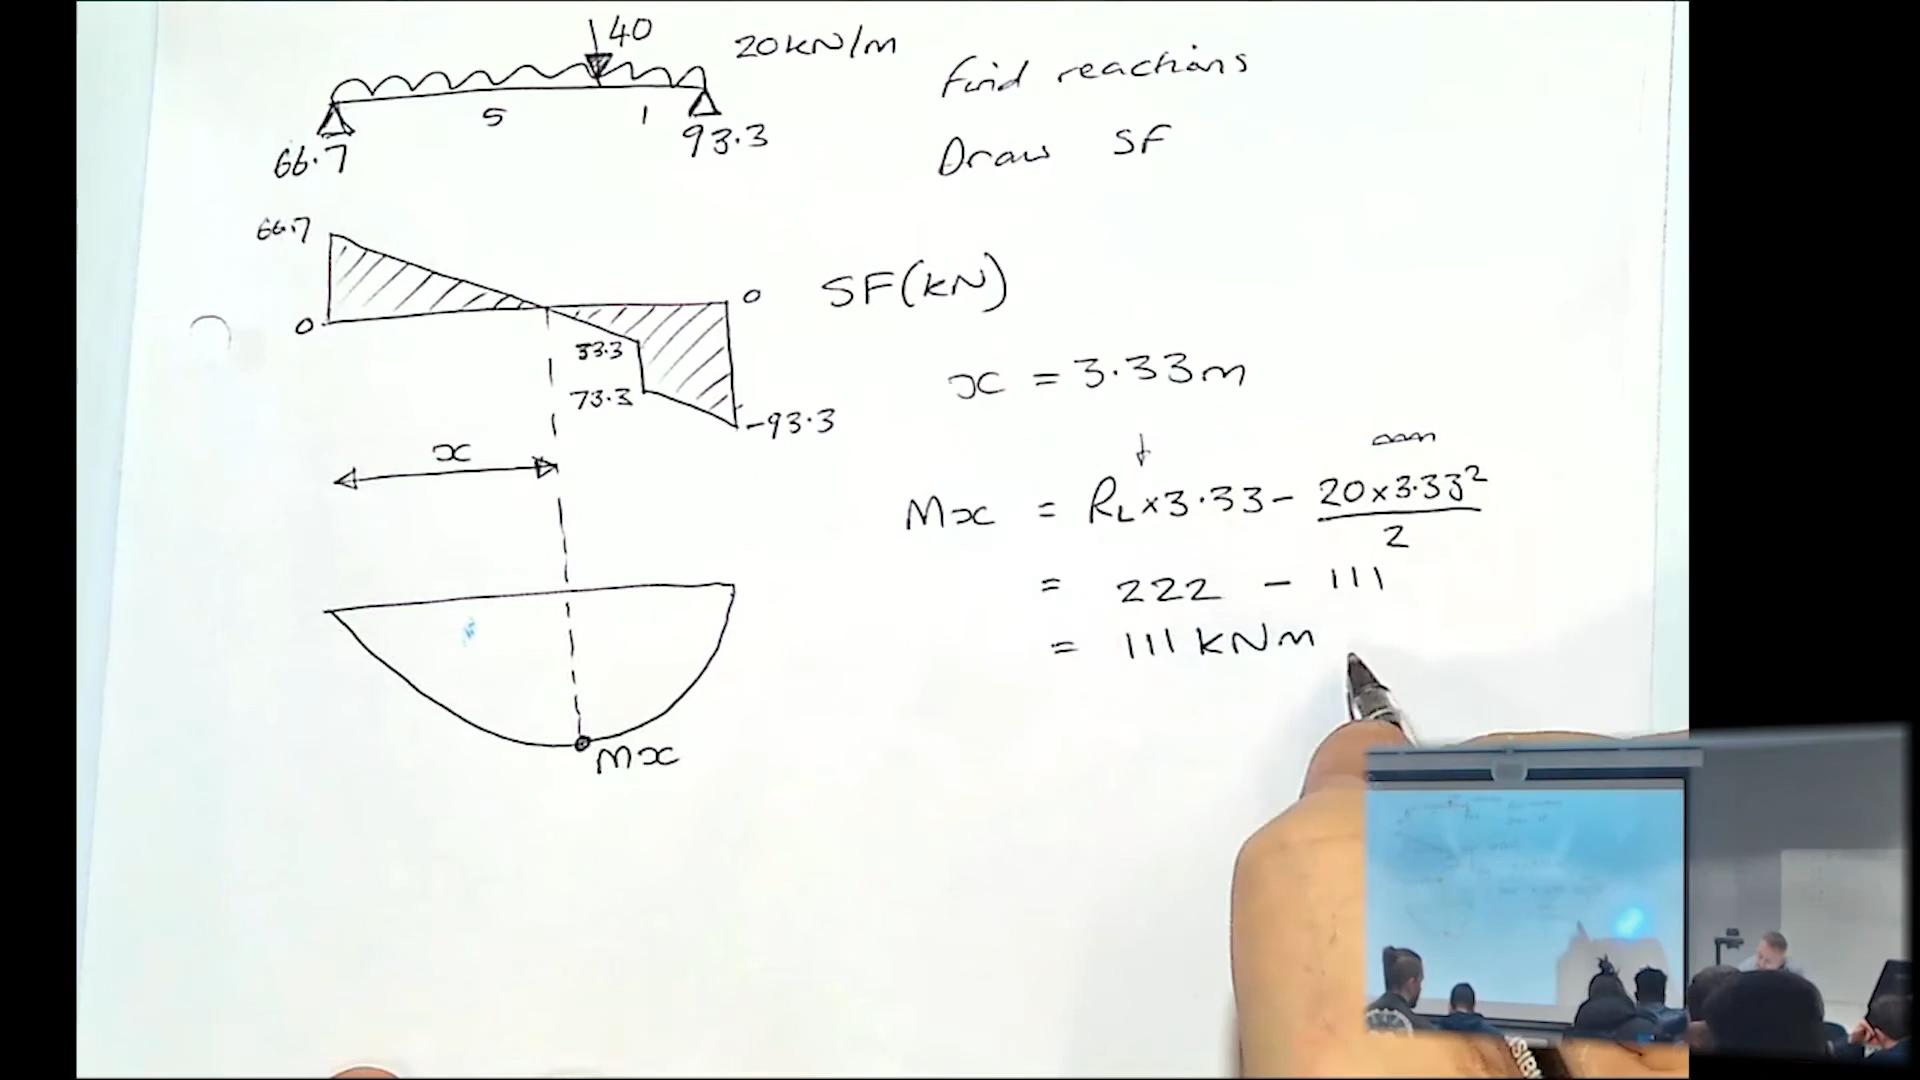 40
20kN/m
5
1
66.7
93.3
Find reactions
Draw SF
66.7
0
0
33.3
73.3
-93.3
SF(kN)
x
x = 3.33m
Mx = RL×3.33 - 20×3.33²
2
= 222 - 111
= 111 kNm
Mx